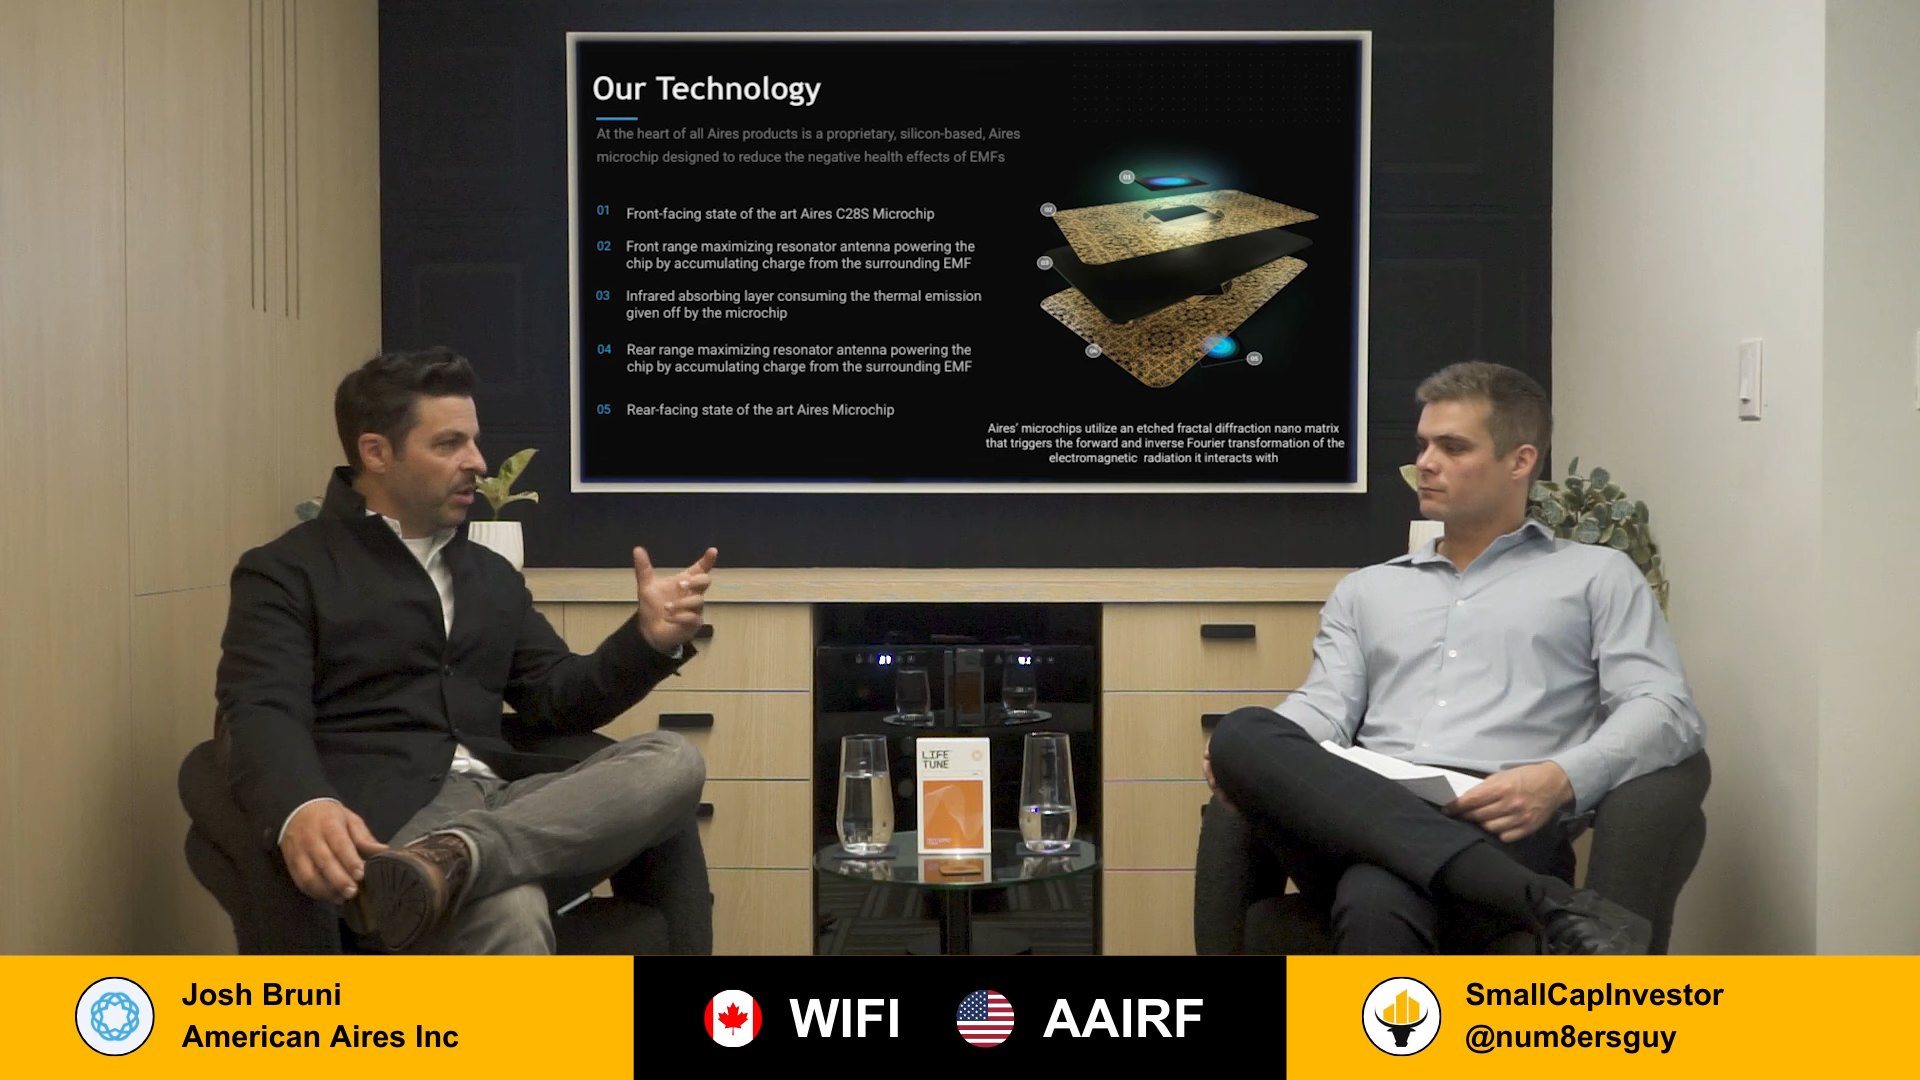 Our Technology
At the heart of all Aires products is a proprietary, silicon-based, Aires
microchip designed to reduce the negative health effects of EMFs
01 Front-facing state of the art Aires C28S Microchip
02 Front range maximizing resonator antenna powering the
chip by accumulating charge from the surrounding EMF
03 Infrared absorbing layer consuming the thermal emission
given off by the microchip
04 Rear range maximizing resonator antenna powering the
chip by accumulating charge from the surrounding EMF
05 Rear-facing state of the art Aires Microchip
01
02
03
04
05
Aires' microchips utilize an etched fractal diffraction nano matrix
that triggers the forward and inverse Fourier transformation of the
electromagnetic radiation it interacts with
LIFE
TUNE
Josh Bruni
American Aires Inc
WIFI
AAIRF
SmallCapInvestor
@num8ersguy